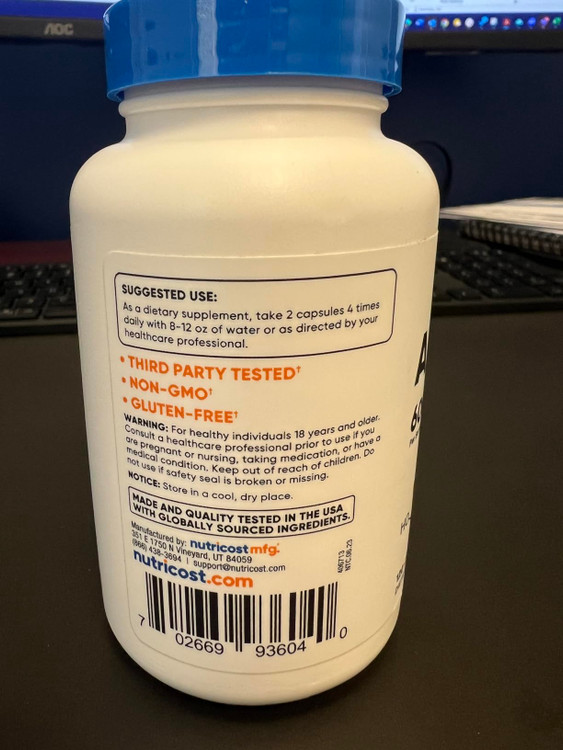 AOC
SUGGESTED USE:
As a dietary supplement, take 2 capsules 4 times
daily with 8-12 oz of water or as directed by your
healthcare professional.
• THIRD PARTY TESTED†
• NON-GMO†
• GLUTEN-FREE†
WARNING: For healthy individuals 18 years and older.
Consult a healthcare professional prior to use if you
are pregnant or nursing, taking medication, or have a
medical condition. Keep out of reach of children. Do
not use if safety seal is broken or missing.
NOTICE: Store in a cool, dry place.
MADE AND QUALITY TESTED IN THE USA
WITH GLOBALLY SOURCED INGREDIENTS.
Manufactured by: nutricost mfg.
351 E 1750 N Vineyard, UT 84059
(866) 438-3694 | support@nutricost.com
nutricost.com
406713
NTC.06.23
7 02669 93604 0